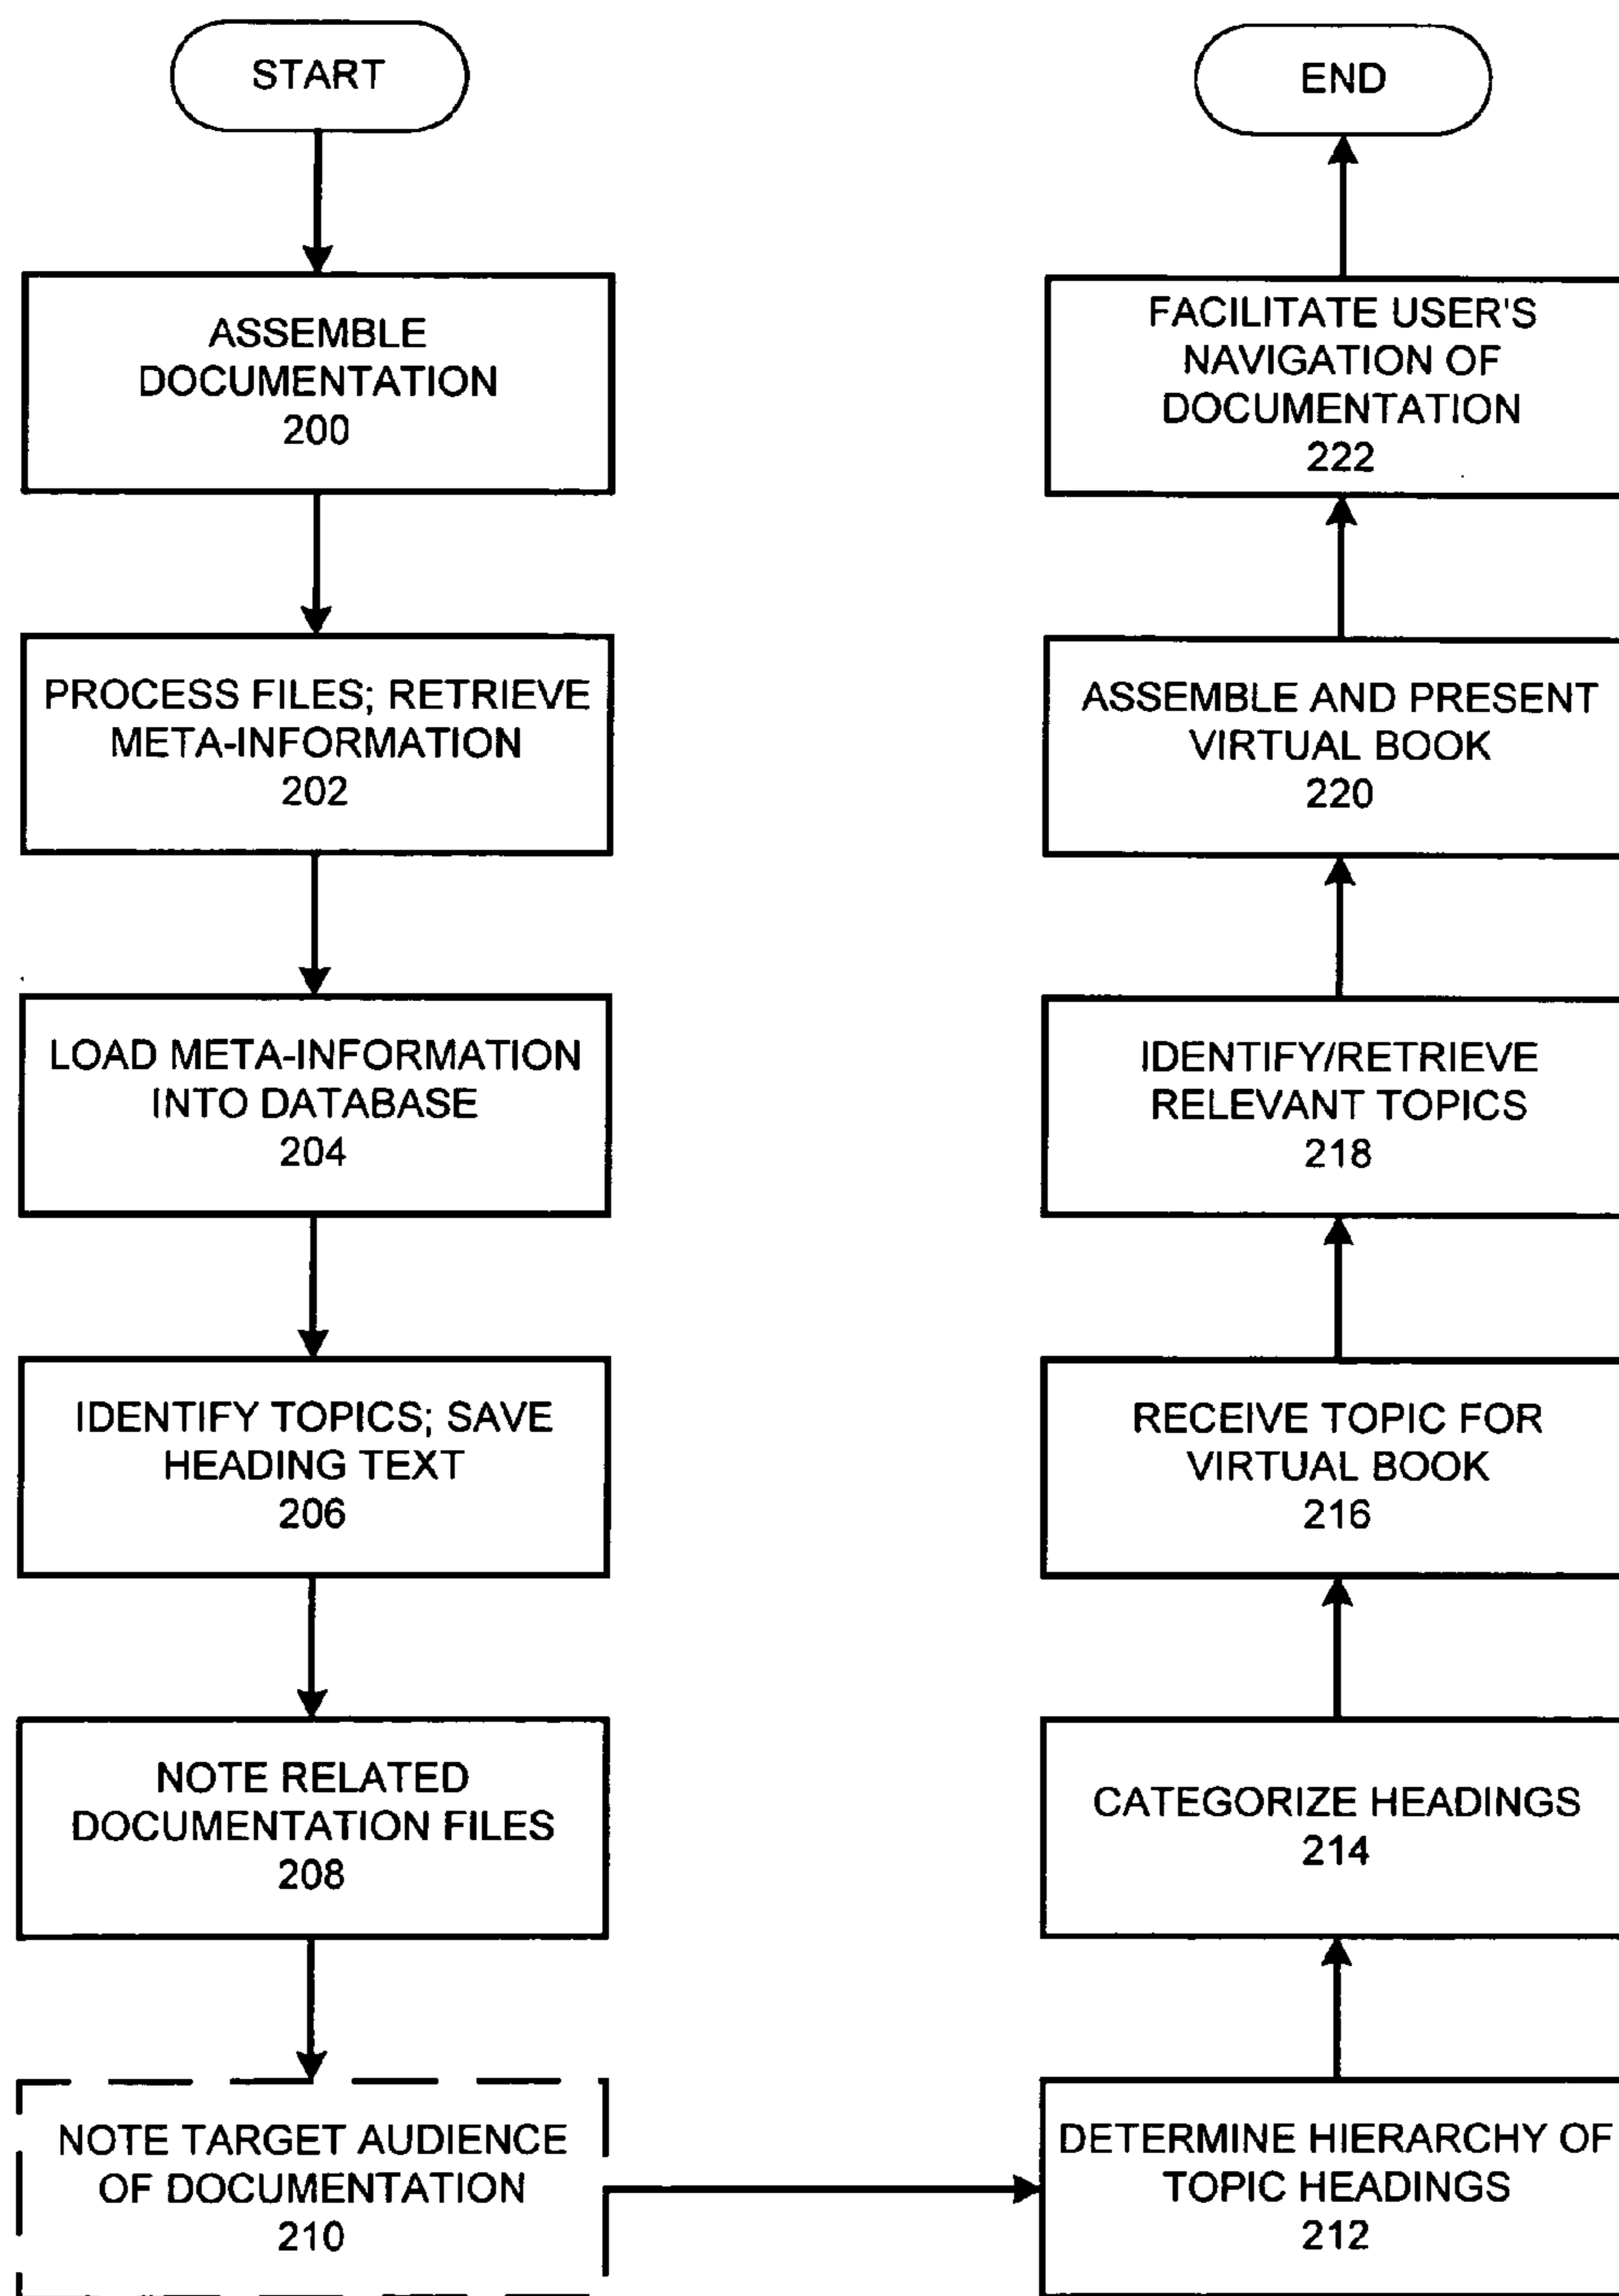 START
ASSEMBLE
DOCUMENTATION
200
PROCESS FILES; RETRIEVE
META-INFORMATION
202
LOAD META-INFORMATION
INTO DATABASE
204
IDENTIFY TOPICS; SAVE
HEADING TEXT
206
NOTE RELATED
DOCUMENTATION FILES
208
NOTE TARGET AUDIENCE
OF DOCUMENTATION
210
DETERMINE HIERARCHY OF
TOPIC HEADINGS
212
CATEGORIZE HEADINGS
214
RECEIVE TOPIC FOR
VIRTUAL BOOK
216
IDENTIFY/RETRIEVE
RELEVANT TOPICS
218
ASSEMBLE AND PRESENT
VIRTUAL BOOK
220
FACILITATE USER'S
NAVIGATION OF
DOCUMENTATION
222
END